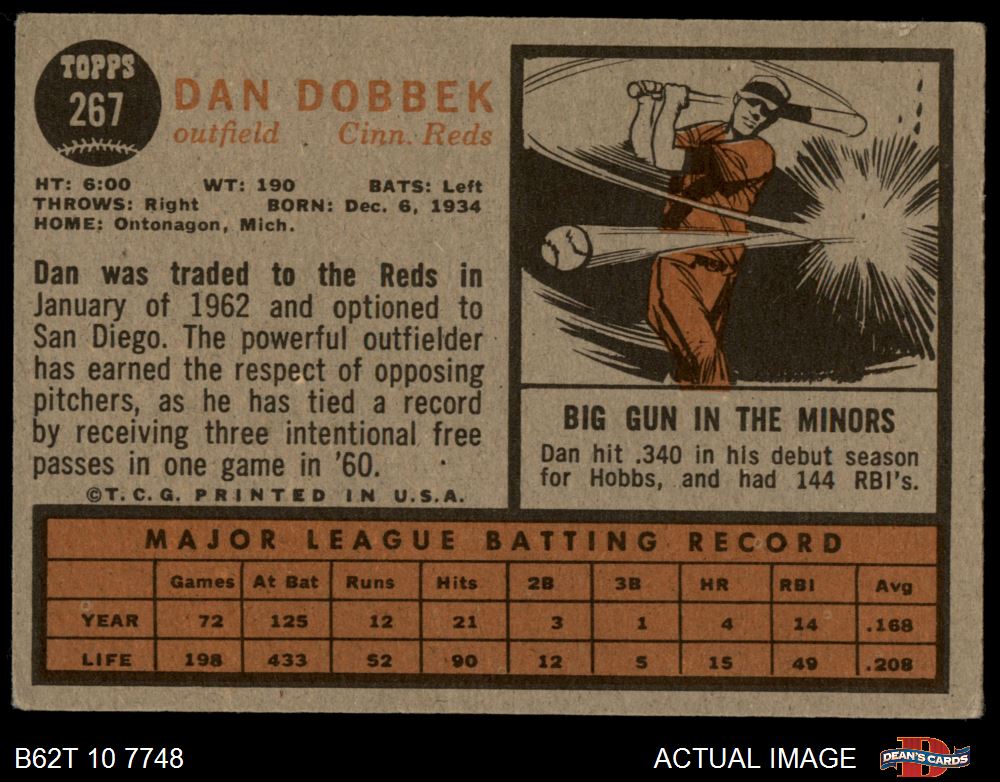 TOPPS
267
DAN DOBBEK
outfield Cinn. Reds
HT: 6:00 WT: 190 BATS: Left
THROWS: Right BORN: Dec. 6, 1934
HOME: Ontonagon, Mich.
Dan was traded to the Reds in
January of 1962 and optioned to
San Diego. The powerful outfielder
has earned the respect of opposing
pitchers, as he has tied a record
by receiving three intentional free
passes in one game in '60.
©T.C.G. PRINTED IN U.S.A.
BIG GUN IN THE MINORS
Dan hit .340 in his debut season
for Hobbs, and had 144 RBI's.
MAJOR LEAGUE BATTING RECORD
Games At Bat Runs Hits 2B 3B HR RBI Avg
YEAR 72 125 12 21 3 1 4 14 .168
LIFE 198 433 52 90 12 5 15 49 .208
B62T 10 7748 ACTUAL IMAGE DEAN'S CARDS